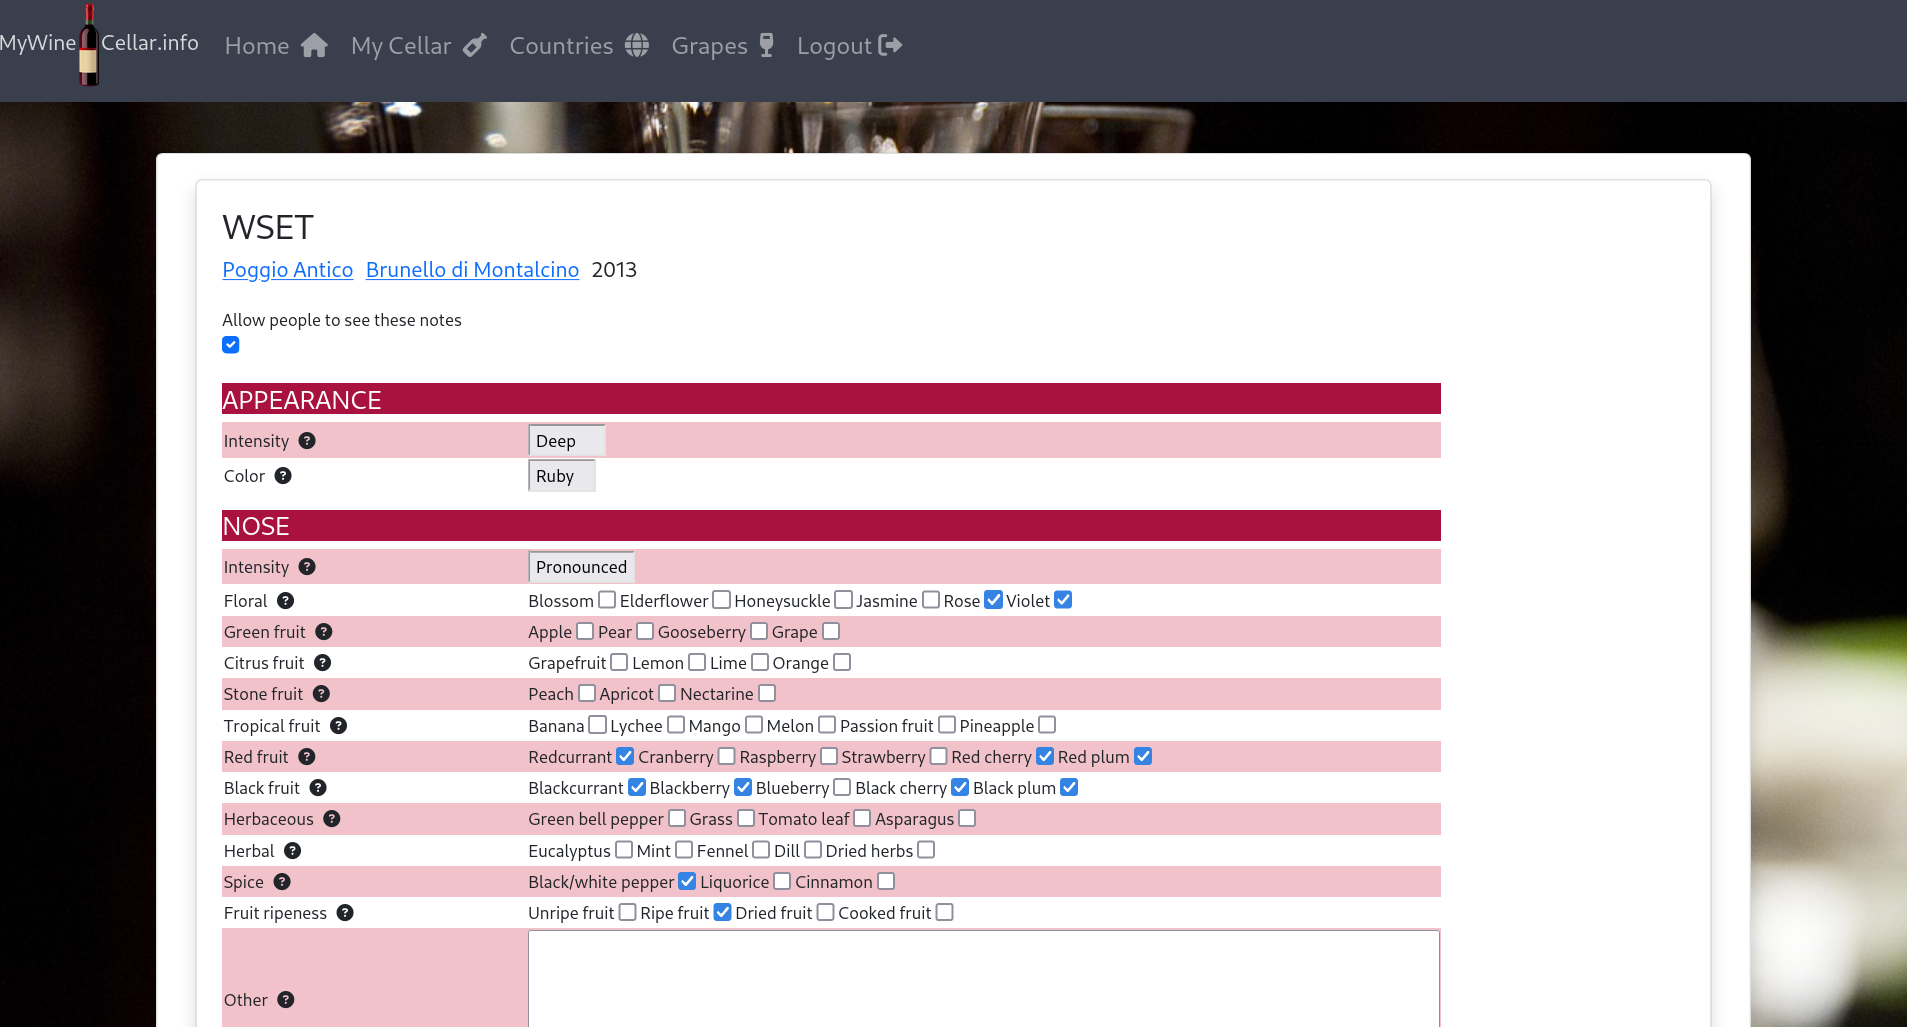 MyWine Cellar.info Home My Cellar Countries Grapes Logout
WSET
Poggio Antico Brunello di Montalcino 2013
Allow people to see these notes
APPEARANCE
Intensity ? Deep
Color ? Ruby
NOSE
Intensity ? Pronounced
Floral ? Blossom Elderflower Honeysuckle Jasmine Rose Violet
Green fruit ? Apple Pear Gooseberry Grape
Citrus fruit ? Grapefruit Lemon Lime Orange
Stone fruit ? Peach Apricot Nectarine
Tropical fruit ? Banana Lychee Mango Melon Passion fruit Pineapple
Red fruit ? Redcurrant Cranberry Raspberry Strawberry Red cherry Red plum
Black fruit ? Blackcurrant Blackberry Blueberry Black cherry Black plum
Herbaceous ? Green bell pepper Grass Tomato leaf Asparagus
Herbal ? Eucalyptus Mint Fennel Dill Dried herbs
Spice ? Black/white pepper Liquorice Cinnamon
Fruit ripeness ? Unripe fruit Ripe fruit Dried fruit Cooked fruit
Other ?